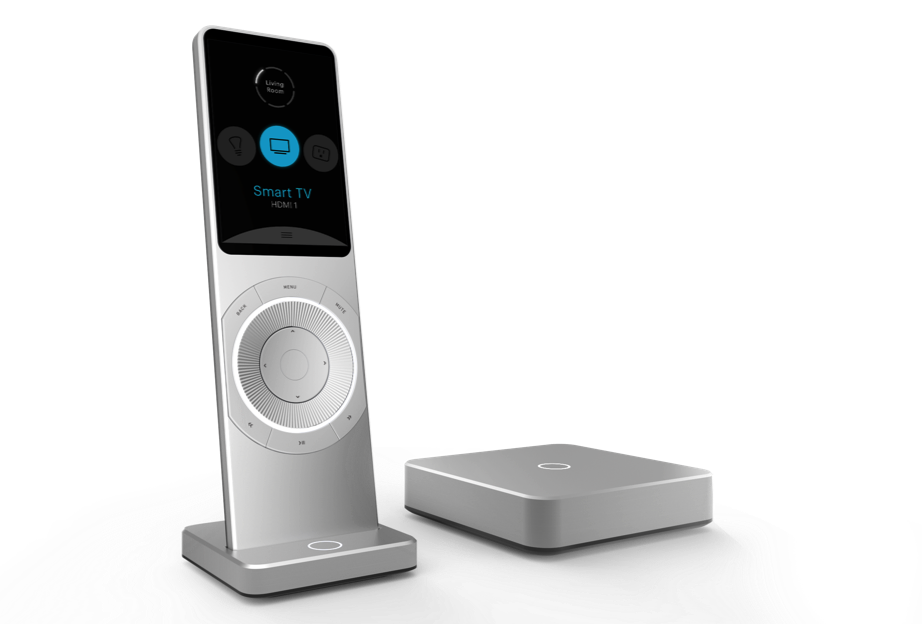 Living
Room
Smart TV
HDMI 1
MENU
BACK
MUTE